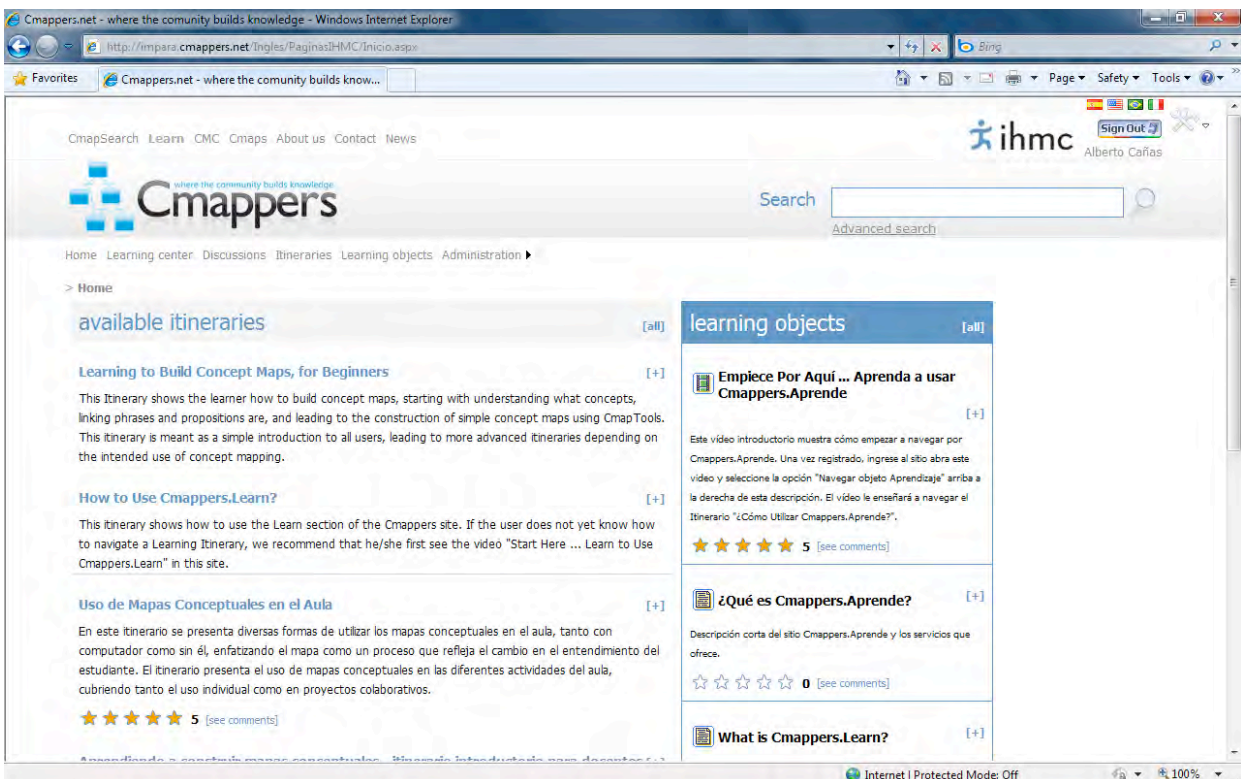 Cmappers.net - where the comunity builds knowledge - Windows Internet Explorer
http://impara.cmappers.net/Ingles/PaginasIHMC/Inicio.aspx
Bing
Favorites
Cmappers.net - where the comunity builds know...
Page Safety Tools
CmapSearch Learn CMC Cmaps About us Contact News
ihmc
Sign Out
Alberto Cañas
where the community builds knowledge
Cmappers
Search
Advanced search
Home Learning center Discussions Itineraries Learning objects Administration
> Home
available itineraries [all]
Learning to Build Concept Maps, for Beginners [+]
This Itinerary shows the learner how to build concept maps, starting with understanding what concepts,
linking phrases and propositions are, and leading to the construction of simple concept maps using CmapTools.
This itinerary is meant as a simple introduction to all users, leading to more advanced itineraries depending on
the intended use of concept mapping.
How to Use Cmappers.Learn? [+]
This itinerary shows how to use the Learn section of the Cmappers site. If the user does not yet know how
to navigate a Learning Itinerary, we recommend that he/she first see the video "Start Here ... Learn to Use
Cmappers.Learn" in this site.
Uso de Mapas Conceptuales en el Aula [+]
En este itinerario se presenta diversas formas de utilizar los mapas conceptuales en el aula, tanto con
computador como sin él, enfatizando el mapa como un proceso que refleja el cambio en el entendimiento del
estudiante. El itinerario presenta el uso de mapas conceptuales en las diferentes actividades del aula,
cubriendo tanto el uso individual como en proyectos colaborativos.
5 [see comments]
Aprendiendo a construir mapas conceptuales - itinerario introductorio para docentes [+]
learning objects [all]
Empiece Por Aquí ... Aprenda a usar
Cmappers.Aprende
[+]
Este vídeo introductorio muestra cómo empezar a navegar por
Cmappers.Aprende. Una vez registrado, ingrese al sitio abra este
video y seleccione la opción "Navegar objeto Aprendizaje" arriba a
la derecha de esta descripción. El vídeo le enseñará a navegar el
Itinerario "¿Cómo Utilizar Cmappers.Aprende?".
5 [see comments]
¿Qué es Cmappers.Aprende? [+]
Descripción corta del sitio Cmappers.Aprende y los servicios que
ofrece.
0 [see comments]
What is Cmappers.Learn? [+]
Internet | Protected Mode: Off
100%